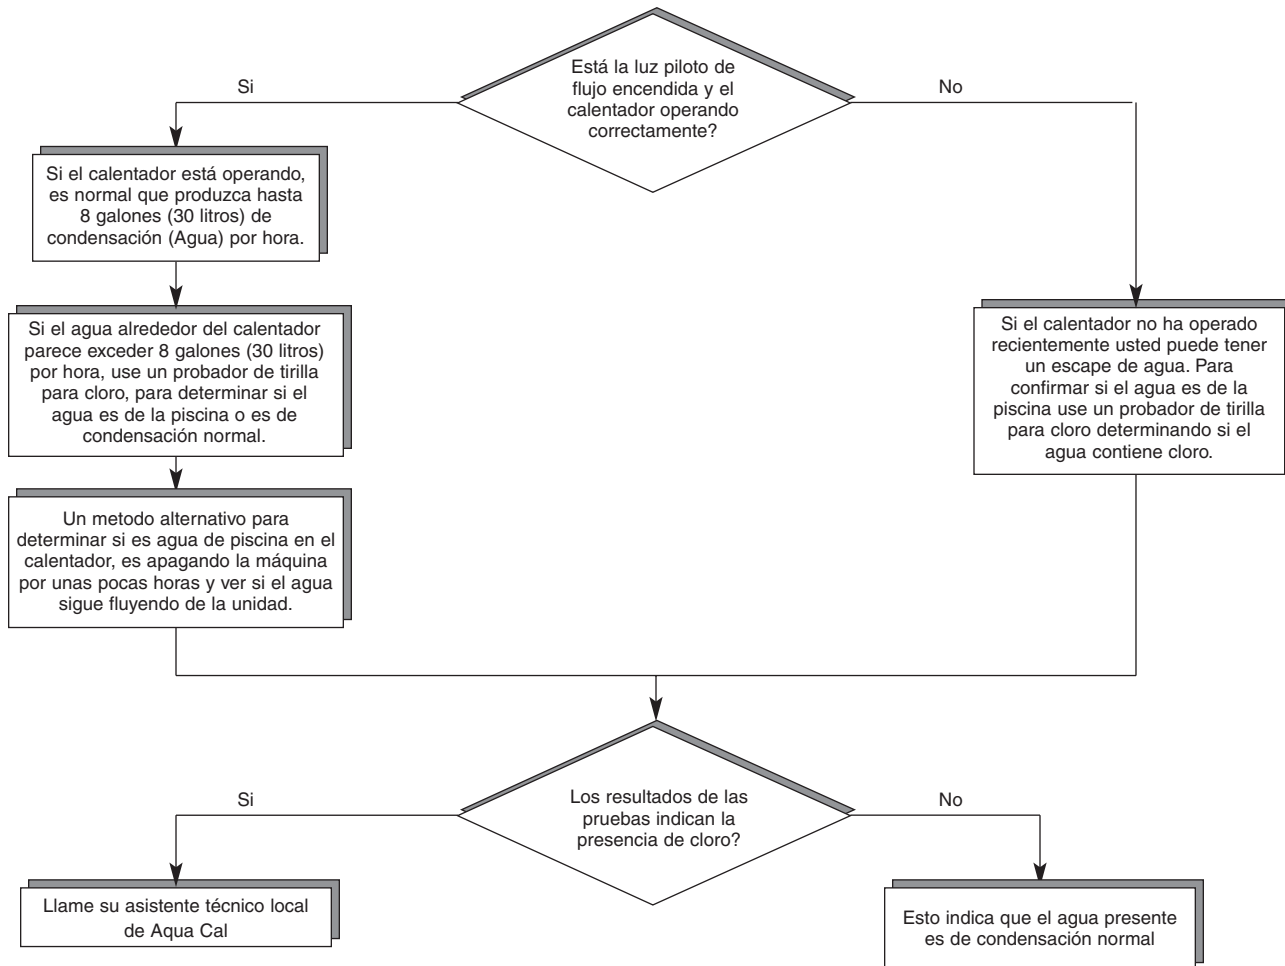 Está la luz piloto de
flujo encendida y el
calentador operando
correctamente?
Si
No
Si el calentador está operando,
es normal que produzca hasta
8 galones (30 litros) de
condensación (Agua) por hora.
Si el agua alrédedor del calentador
parece exceder 8 galones (30 litros)
por hora, use un probador de tirilla
para cloro, para determinar si el
agua es de la piscina o es de
condensación normal.
Si el calentador no ha operado
recientemente usted puede tener
un escape de agua. Para
confirmar si el agua es de la
piscina use un probador de tirilla
para cloro determinando si el
agua contiene cloro.
Un metodo alternativo para
determinar si es agua de piscina en el
calentador, es apagando la máquina
por unas pocas horas y ver si el agua
sigue fluyendo de la unidad.
Los resultados de las
pruebas indican la
presencia de cloro?
Si
No
Llame su asistente técnico local
de Aqua Cal
Esto indica que el agua presente
es de condensación normal